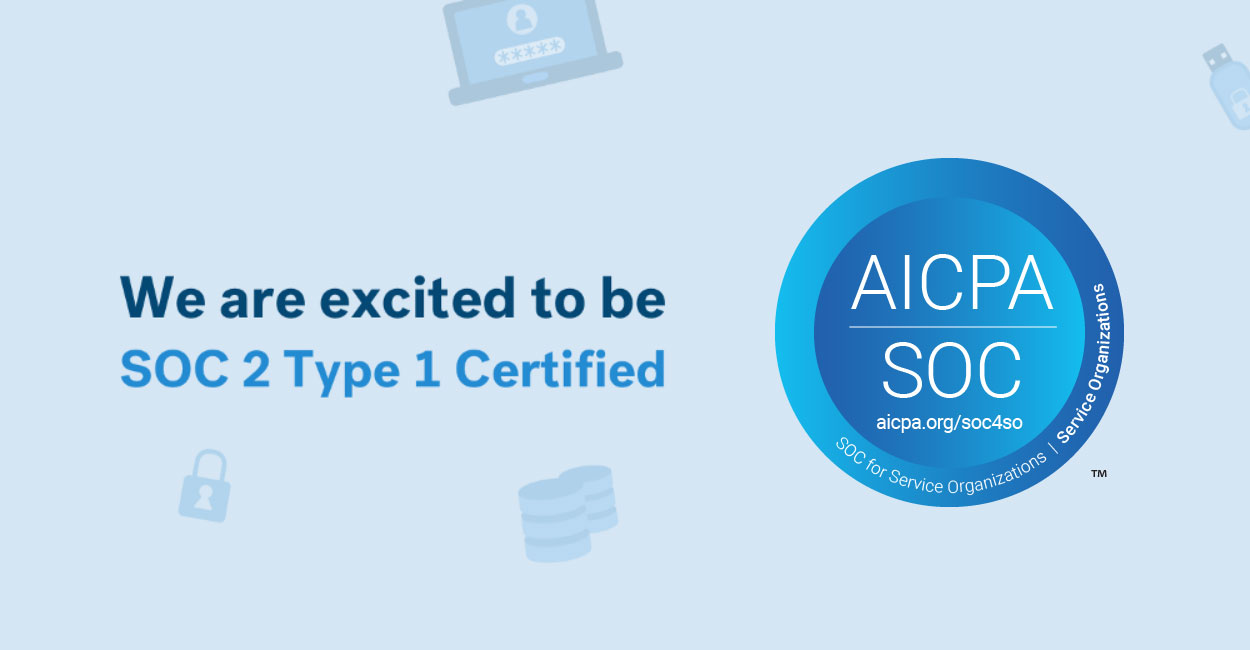 We are excited to be
SOC 2 Type 1 Certified
*****
AICPA
SOC
aicpa.org/soc4so
SOC for Service Organizations | Service Organizations
TM